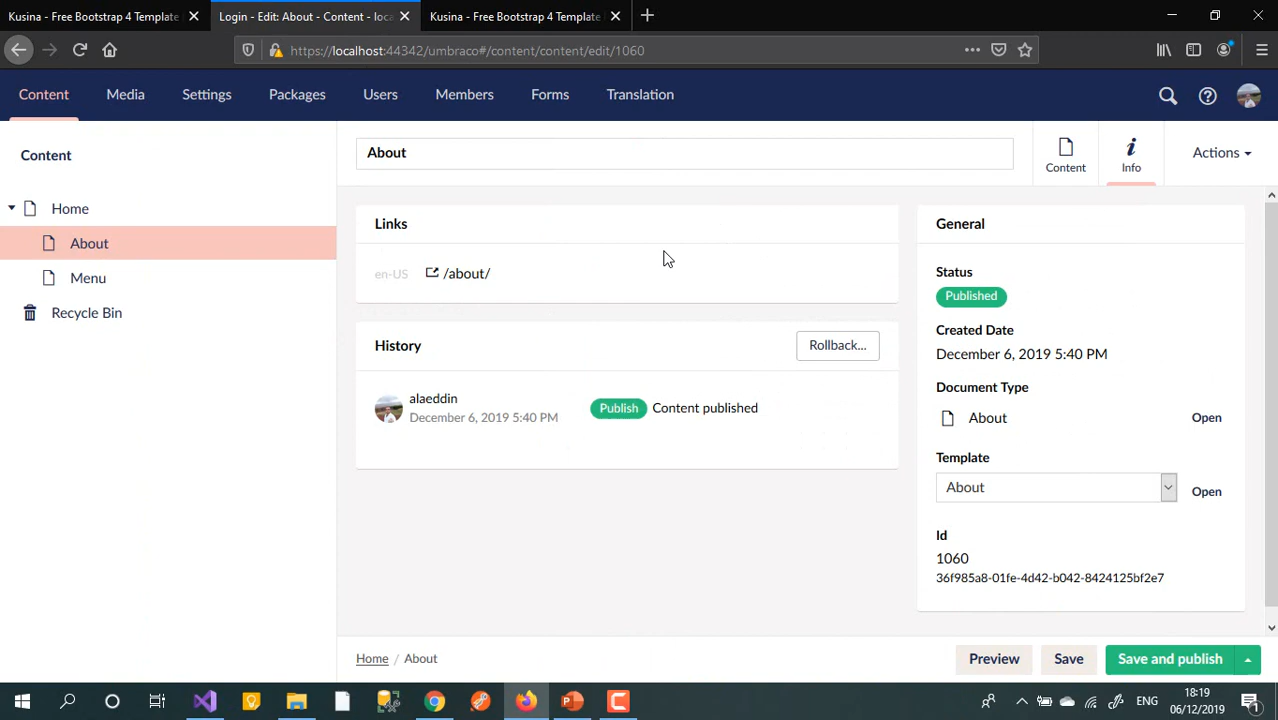 Kusina - Free Bootstrap 4 Template
Login - Edit: About - Content - loca
Kusina - Free Bootstrap 4 Template
https://localhost:44342/umbraco#/content/content/edit/1060
Content
Media
Settings
Packages
Users
Members
Forms
Translation
Content
Home
About
Menu
Recycle Bin
About
Content
Info
Actions
Links
en-US
/about/
History
Rollback...
alaeddin
December 6, 2019 5:40 PM
Publish
Content published
General
Status
Published
Created Date
December 6, 2019 5:40 PM
Document Type
About
Open
Template
About
Open
Id
1060
36f985a8-01fe-4d42-b042-8424125bf2e7
Home / About
Preview
Save
Save and publish
ENG
18:19
06/12/2019
1